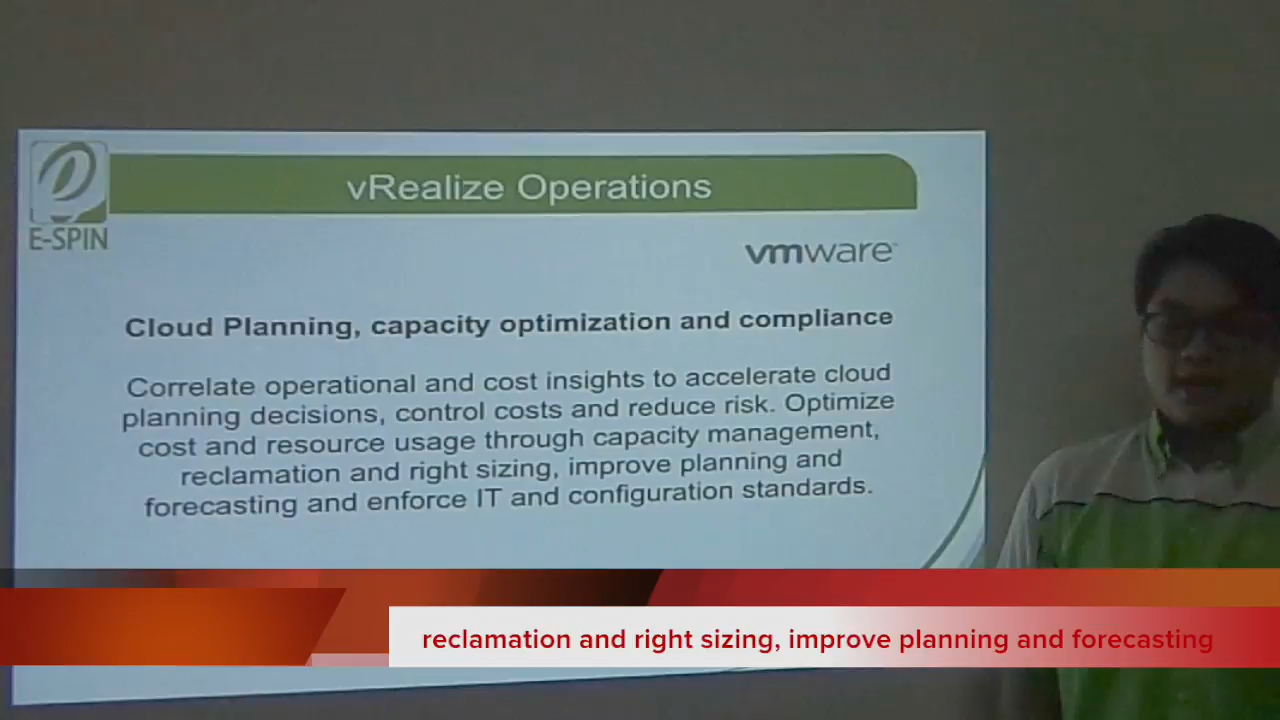 vRealize Operations
E-SPIN
vmware
Cloud Planning, capacity optimization and compliance
Correlate operational and cost insights to accelerate cloud
planning decisions, control costs and reduce risk. Optimize
cost and resource usage through capacity management,
reclamation and right sizing, improve planning and
forecasting and enforce IT and configuration standards.
reclamation and right sizing, improve planning and forecasting